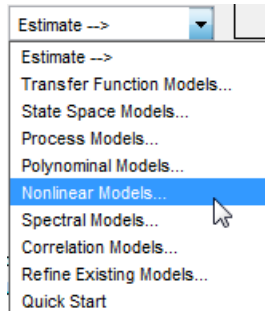 Estimate -->
Estimate -->
Transfer Function Models...
State Space Models...
Process Models...
Polynominal Models...
Nonlinear Models...
Spectral Models...
Correlation Models...
Refine Existing Models...
Quick Start